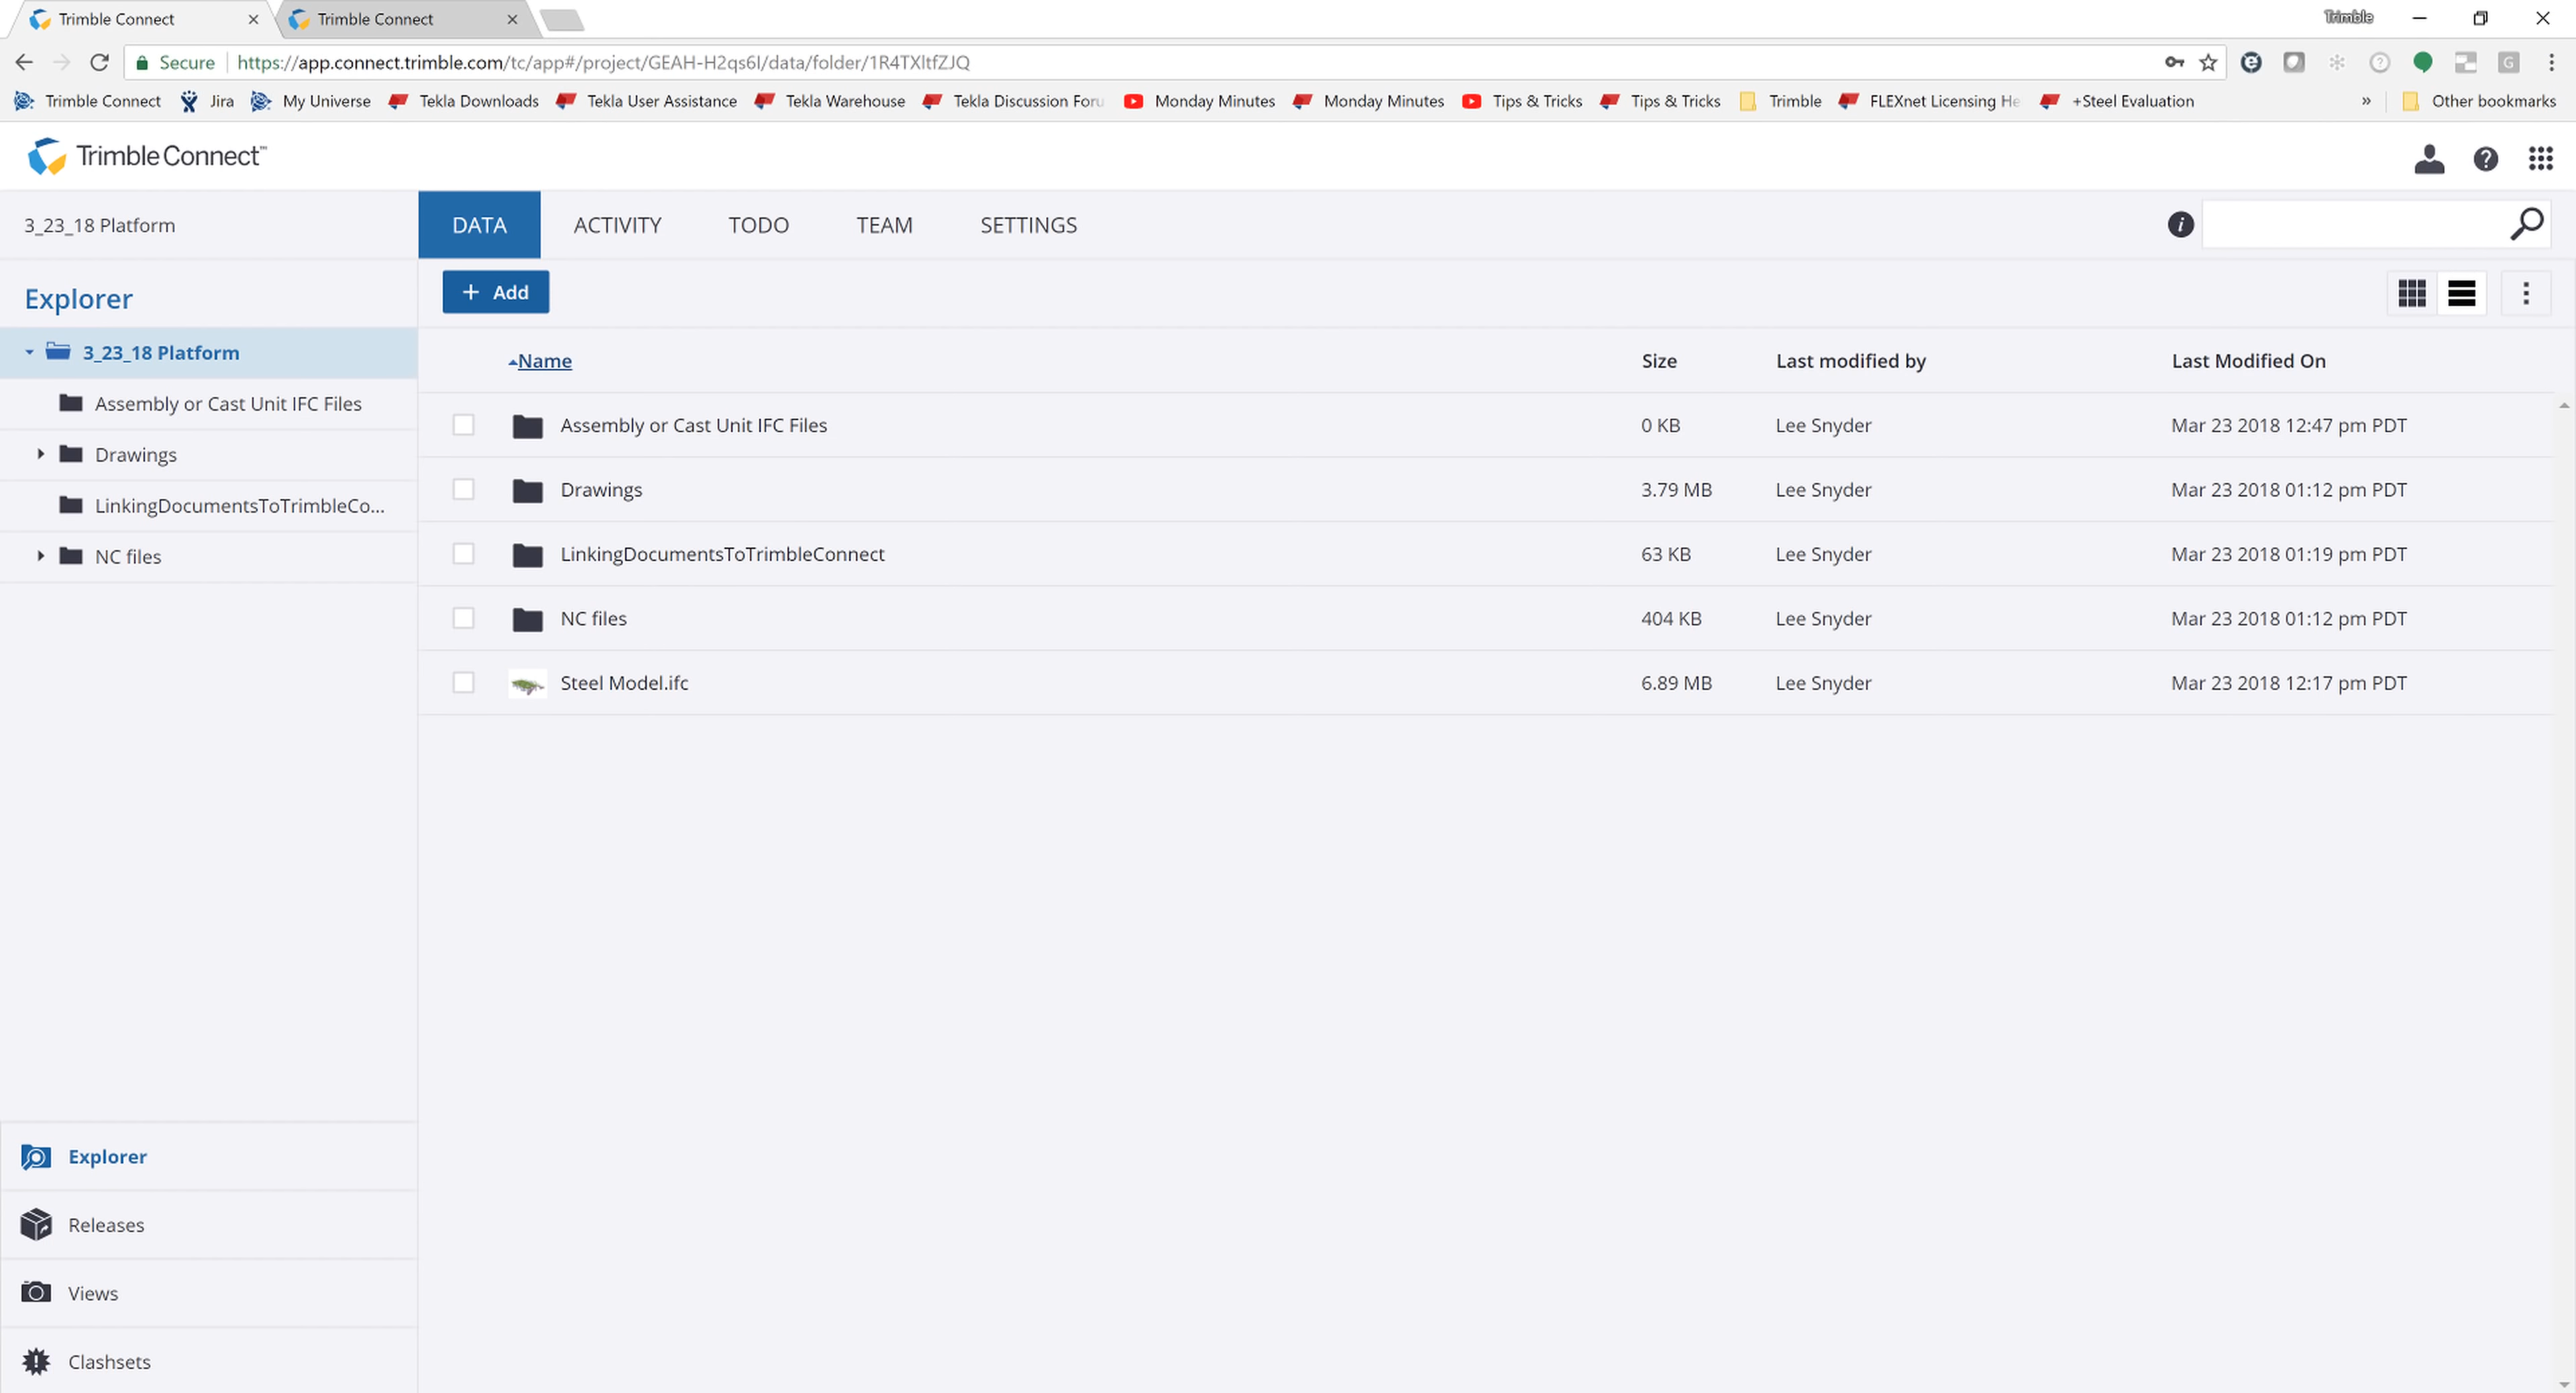 Trimble Connect
Trimble Connect
Trimble
Secure https://app.connect.trimble.com/tc/app#/project/GEAH-H2qs6I/data/folder/1R4TXltfZJQ
Trimble Connect Jira My Universe Tekla Downloads Tekla User Assistance Tekla Warehouse Tekla Discussion Foru Monday Minutes Monday Minutes Tips & Tricks Tips & Tricks Trimble FLEXnet Licensing He +Steel Evaluation » Other bookmarks
Trimble Connect™
3_23_18 Platform
DATA ACTIVITY TODO TEAM SETTINGS
Explorer
+ Add
3_23_18 Platform
Assembly or Cast Unit IFC Files
Drawings
LinkingDocumentsToTrimbleCo...
NC files
Name Size Last modified by Last Modified On
Assembly or Cast Unit IFC Files 0 KB Lee Snyder Mar 23 2018 12:47 pm PDT
Drawings 3.79 MB Lee Snyder Mar 23 2018 01:12 pm PDT
LinkingDocumentsToTrimbleConnect 63 KB Lee Snyder Mar 23 2018 01:19 pm PDT
NC files 404 KB Lee Snyder Mar 23 2018 01:12 pm PDT
Steel Model.ifc 6.89 MB Lee Snyder Mar 23 2018 12:17 pm PDT
Explorer
Releases
Views
Clashsets